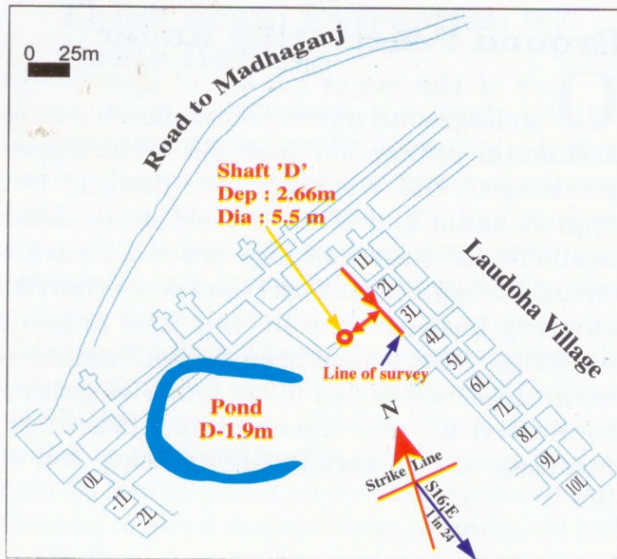 0 25m
Road to Madhaganj
Shaft 'D'
Dep : 2.66m
Dia : 5.5 m
1L
2L
3L
4L
5L
6L
7L
8L
9L
10L
Laudoha Village
Line of survey
Pond
D-1.9m
N
Strike Line
S16¡E
1 in 24
0L
-1L
-2L